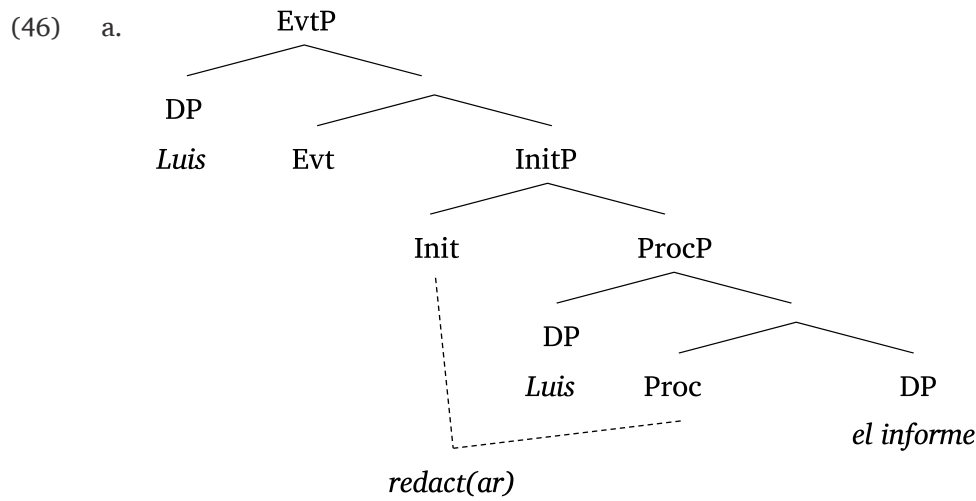 (46) a. EvtP
DP
Luis Evt InitP
Init ProcP
DP
Luis Proc DP
el informe
redact(ar)